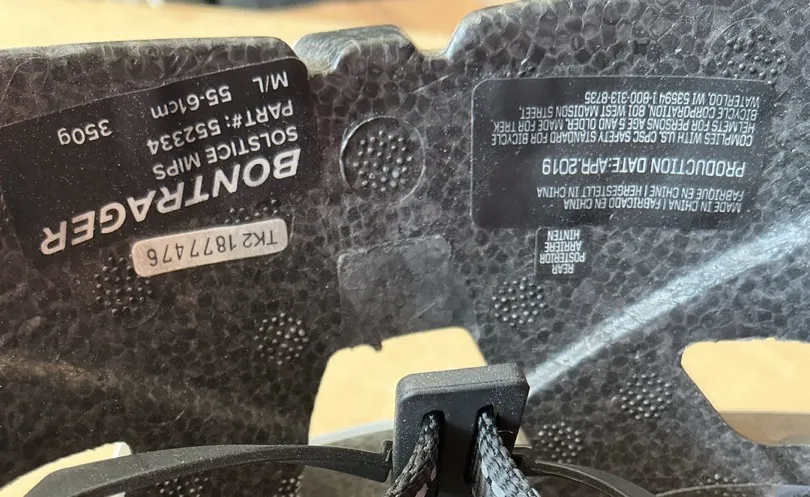 BONTRAGER
SOLSTICE MIPS
PART#: 552334
55-61cm 350g
M/L
TK2 1877476
MADE IN CHINA | FABRICADO EN CHINA
FABRIQUE EN CHINE | HERGESTELLT IN CHINA
PRODUCTION DATE:APR.2019
COMPLIES WITH U.S. CPSC SAFETY STANDARD FOR BICYCLE
HELMETS FOR PERSONS AGE 5 AND OLDER. MADE FOR TREK
BICYCLE CORPORATION, 801 WEST MADISON STREET,
WATERLOO, WI 53594 1-800-313-8735
REAR
POSTERIOR
ARRIERE
HINTEN